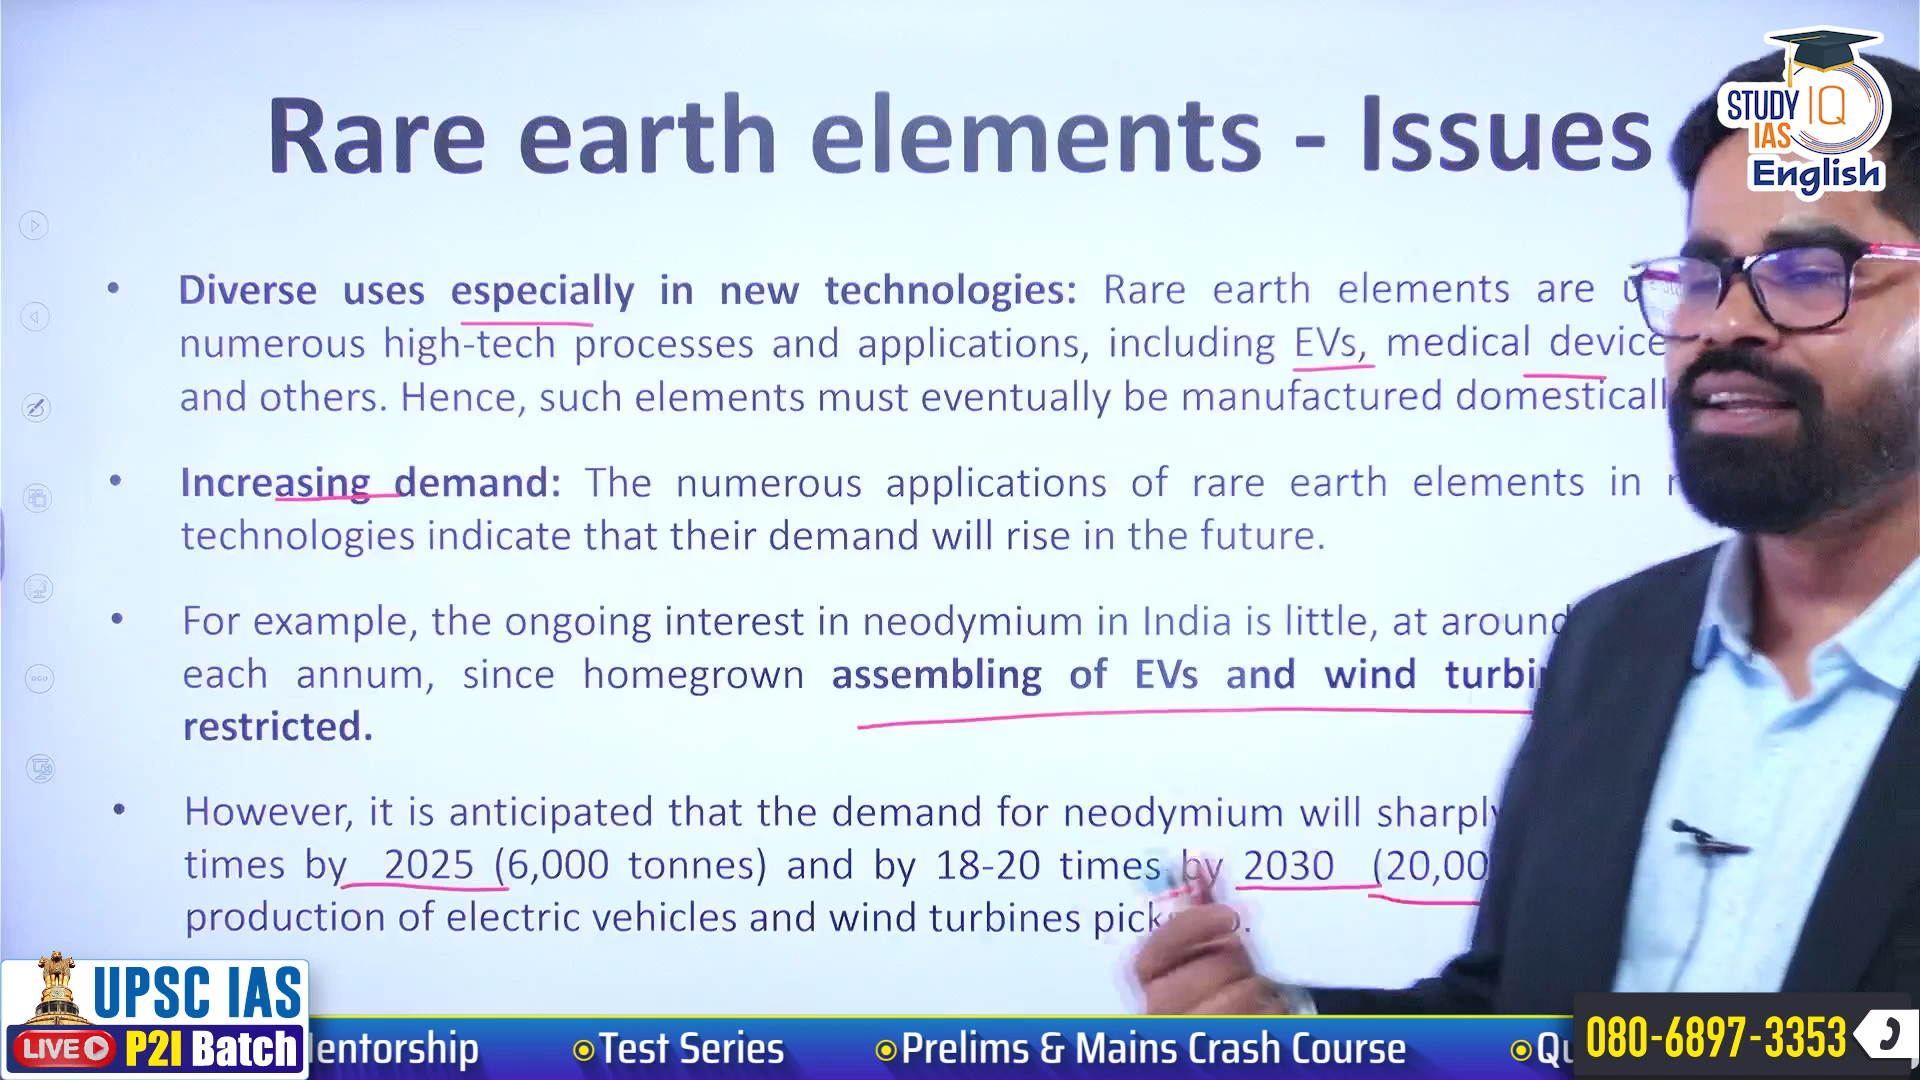 Rare earth elements - Issues
STUDY IQ
IAS
English
• Diverse uses especially in new technologies: Rare earth elements are
numerous high-tech processes and applications, including EVs, medical device
and others. Hence, such elements must eventually be manufactured domesticall
• Increasing demand: The numerous applications of rare earth elements in
technologies indicate that their demand will rise in the future.
• For example, the ongoing interest in neodymium in India is little, at around
each annum, since homegrown assembling of EVs and wind turbin
restricted.
• However, it is anticipated that the demand for neodymium will sharply
times by 2025 (6,000 tonnes) and by 18-20 times by 2030 (20,00
production of electric vehicles and wind turbines pick
UPSC IAS
LIVE P2I Batch
entorship Test Series Prelims & Mains Crash Course Qu
080-6897-3353